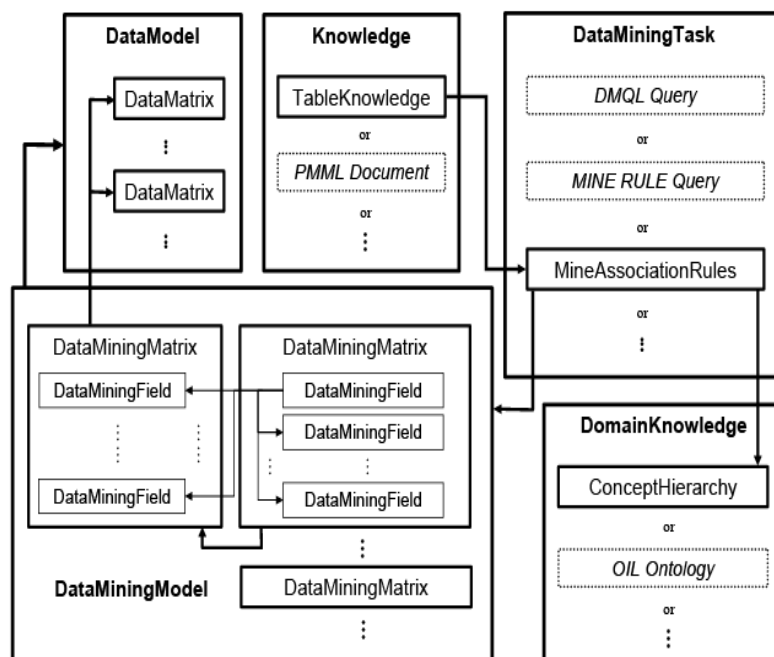 DataModel
DataMatrix
DataMatrix
Knowledge
TableKnowledge
or
PMML Document
or
DataMiningTask
DMQL Query
or
MINE RULE Query
or
MineAssociationRules
or
DataMiningMatrix
DataMiningField
DataMiningField
DataMiningMatrix
DataMiningField
DataMiningField
DataMiningField
DataMiningModel
DataMiningMatrix
DomainKnowledge
ConceptHierarchy
or
OIL Ontology
or